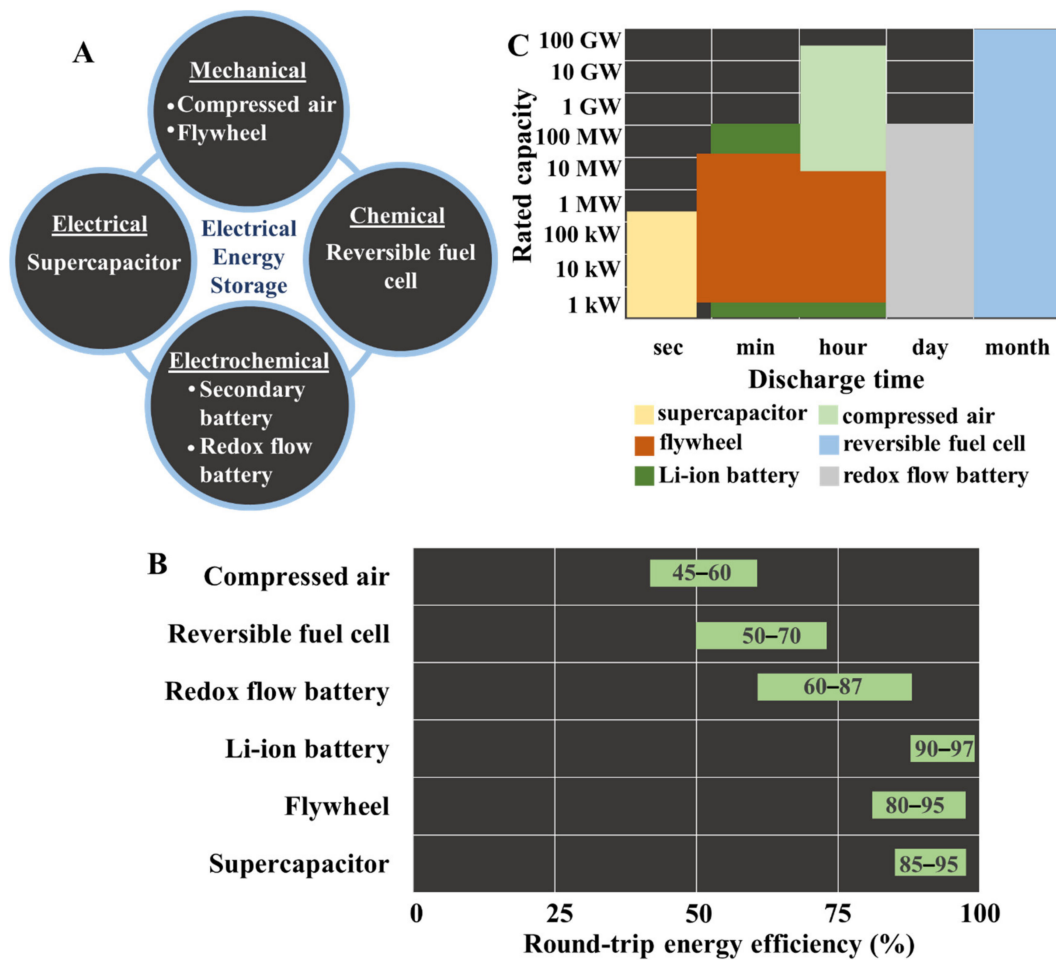 A
Mechanical
• Compressed air
• Flywheel
Electrical
Supercapacitor
Electrical
Energy
Storage
Chemical
Reversible fuel
cell
Electrochemical
• Secondary
battery
• Redox flow
battery
C
Rated capacity
100 GW
10 GW
1 GW
100 MW
10 MW
1 MW
100 kW
10 kW
1 kW
sec min hour day month
Discharge time
supercapacitor compressed air
flywheel reversible fuel cell
Li-ion battery redox flow battery
B
Compressed air 45–60
Reversible fuel cell 50–70
Redox flow battery 60–87
Li-ion battery 90–97
Flywheel 80–95
Supercapacitor 85–95
0 25 50 75 100
Round-trip energy efficiency (%)